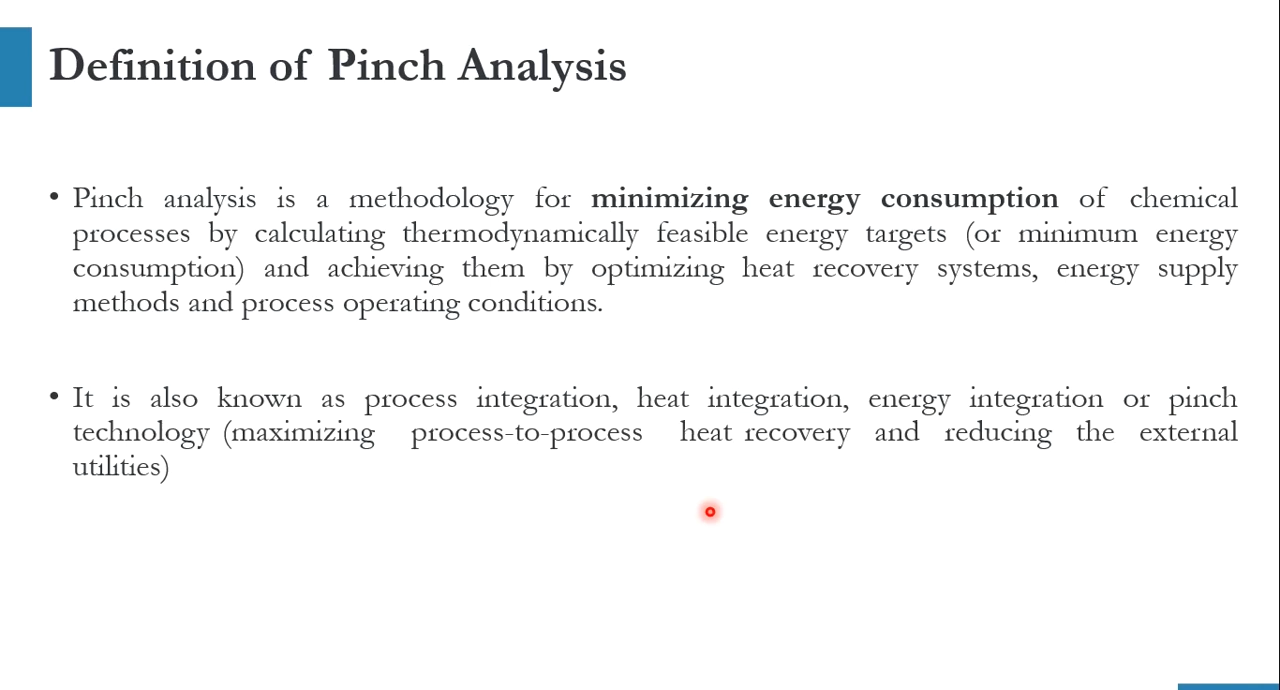 Definition of Pinch Analysis
• Pinch analysis is a methodology for minimizing energy consumption of chemical
processes by calculating thermodynamically feasible energy targets (or minimum energy
consumption) and achieving them by optimizing heat recovery systems, energy supply
methods and process operating conditions.
• It is also known as process integration, heat integration, energy integration or pinch
technology (maximizing process-to-process heat recovery and reducing the external
utilities)